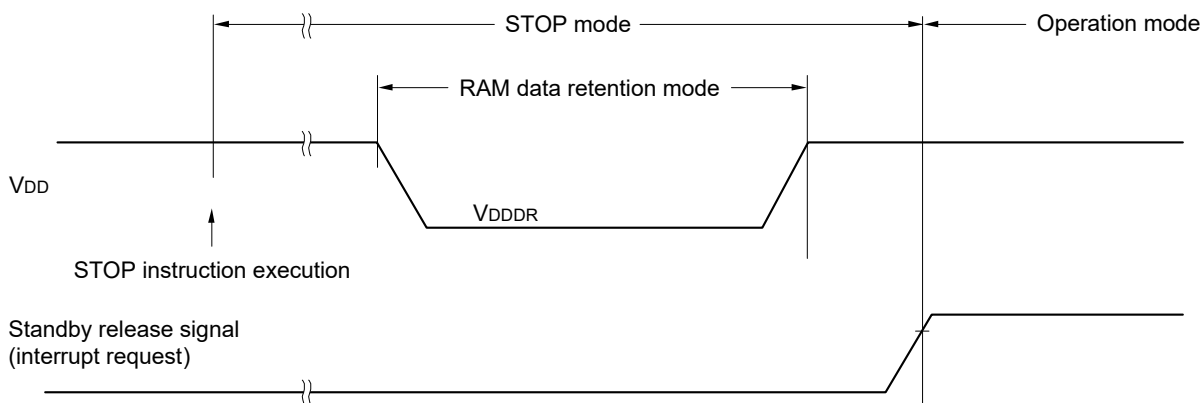 STOP mode
Operation mode
RAM data retention mode
VDD
VDDDR
STOP instruction execution
Standby release signal
(interrupt request)